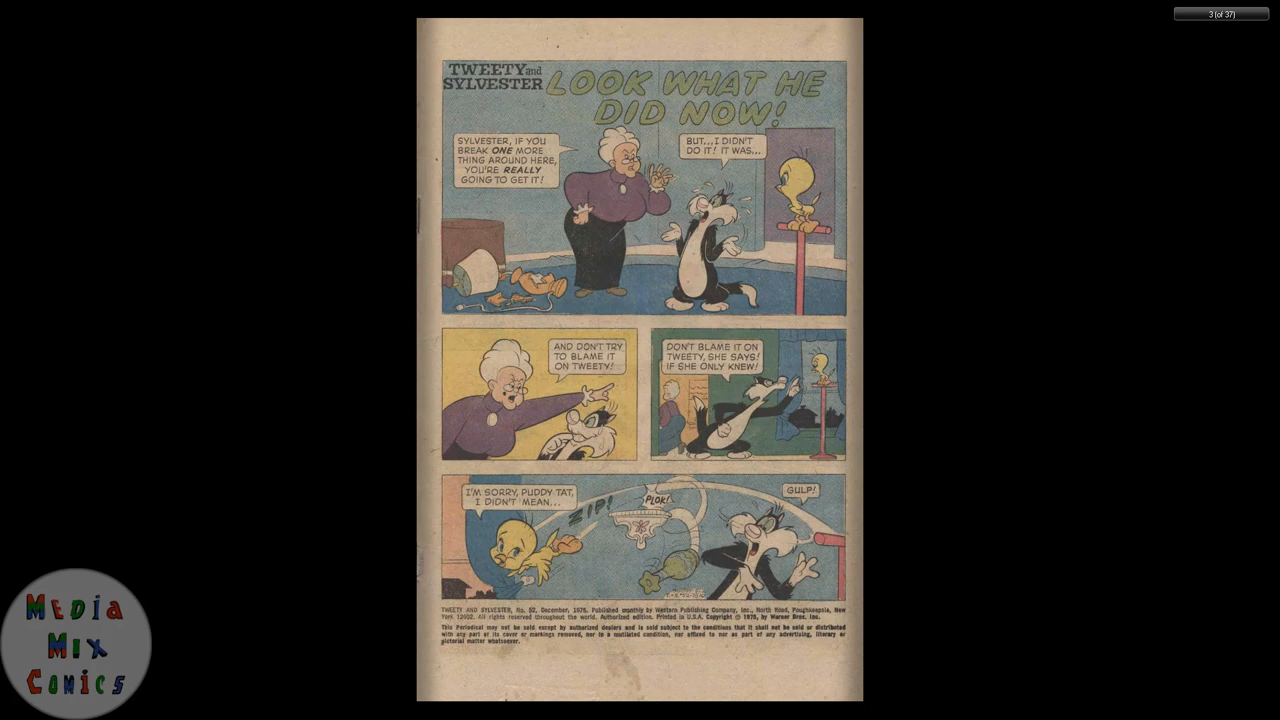 3 (of 37)
TWEETY and
SYLVESTER
LOOK WHAT HE
DID NOW!
SYLVESTER, IF YOU
BREAK ONE MORE
THING AROUND HERE,
YOU'RE REALLY
GOING TO GET IT!
BUT... I DIDN'T
DO IT! IT WAS...
AND DON'T TRY
TO BLAME IT
ON TWEETY!
DON'T BLAME IT ON
TWEETY, SHE SAYS!
IF SHE ONLY KNEW!
I'M SORRY, PUDDY TAT,
I DIDN'T MEAN...
ZIP!
PLOK!
GULP!
TWEETY AND SYLVESTER, No. 52, December, 1975. Published monthly by Western Publishing Company, Inc., North Road, Poughkeepsie, New
York 12602. All rights reserved throughout the world. Authorized edition. Printed in U.S.A. Copyright © 1975, by Warner Bros. Inc.
This Periodical may not be sold except by authorized dealers and is sold subject to the conditions that it shall not be sold or distributed
with any part of its cover or markings removed, nor in a mutilated condition, nor affixed to nor as part of any advertising, literary or
pictorial matter whatsoever.
MEDIA
MIX
COMICS